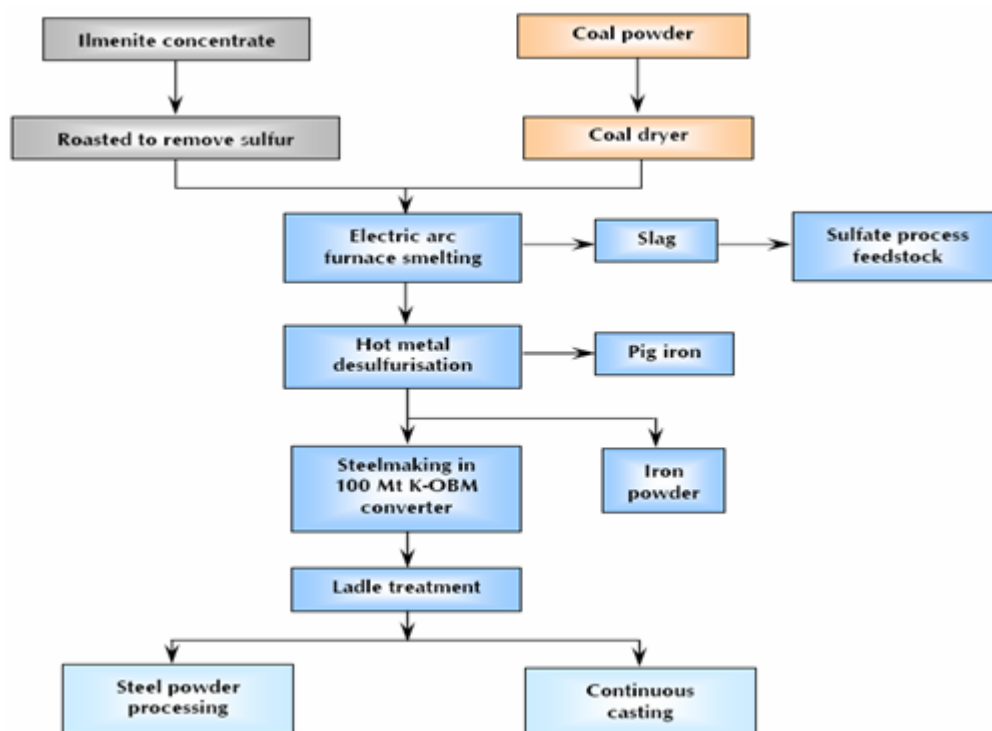 Ilmenite concentrate
Coal powder
Roasted to remove sulfur
Coal dryer
Electric arc
furnace smelting
Slag
Sulfate process
feedstock
Hot metal
desulfurisation
Pig iron
Steelmaking in
100 Mt K-OBM
converter
Iron
powder
Ladle treatment
Steel powder
processing
Continuous
casting